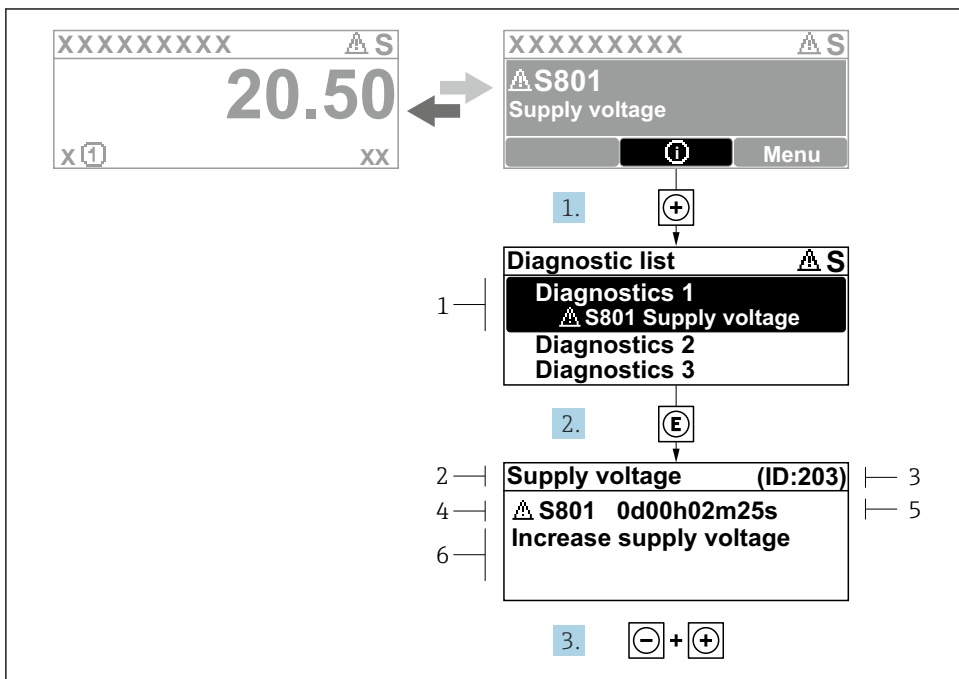 XXXXXXXXX ⚠ S
20.50
X ① XX
XXXXXXXXX ⚠ S
⚠ S801
Supply voltage
ⓘ Menu
1. +
Diagnostic list ⚠ S
1 Diagnostics 1
⚠ S801 Supply voltage
Diagnostics 2
Diagnostics 3
2. E
2 Supply voltage (ID:203) 3
4 ⚠ S801 0d00h02m25s 5
6 Increase supply voltage
3. - + +